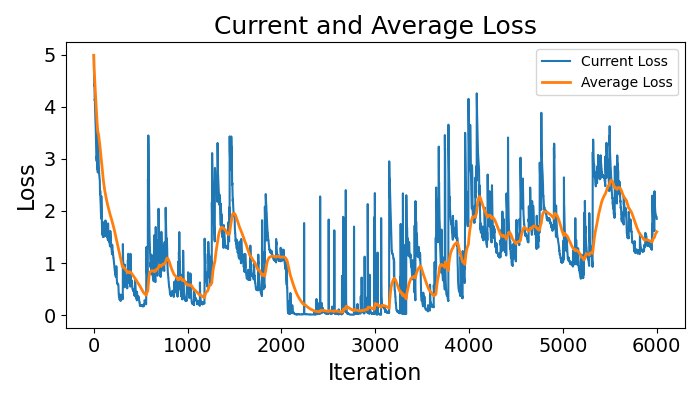 Current and Average Loss
Current Loss
Average Loss
Loss
5
4
3
2
1
0
0 1000 2000 3000 4000 5000 6000
Iteration